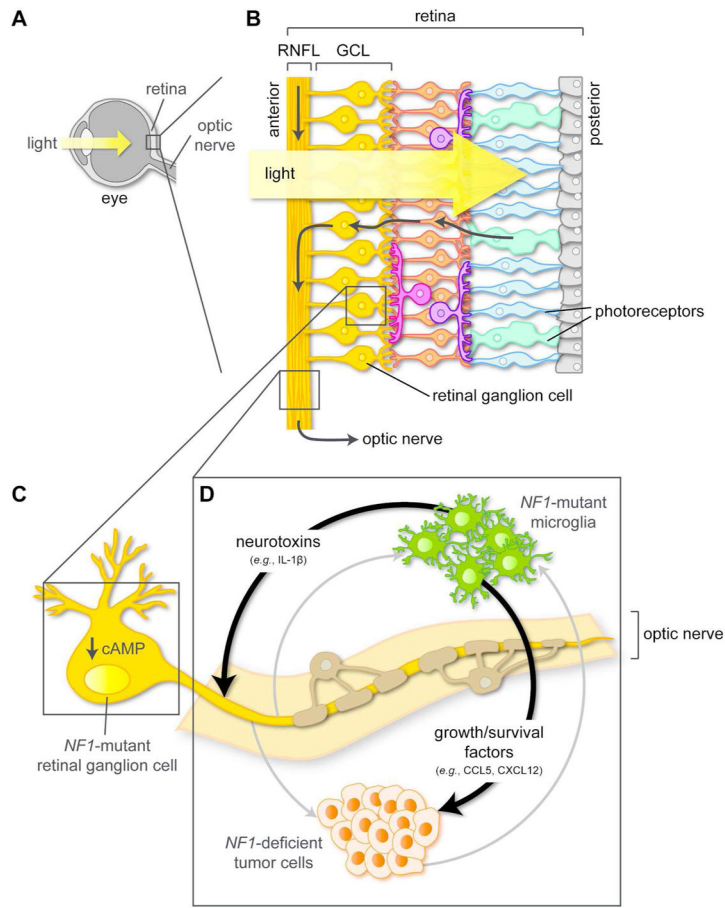 A
retina
light
optic
nerve
eye
B
retina
RNFL
GCL
anterior
posterior
light
photoreceptors
retinal ganglion cell
optic nerve
C
cAMP
NF1-mutant
retinal ganglion cell
D
NF1-mutant
microglia
neurotoxins
(e.g., IL-1β)
optic nerve
growth/survival
factors
(e.g., CCL5, CXCL12)
NF1-deficient
tumor cells